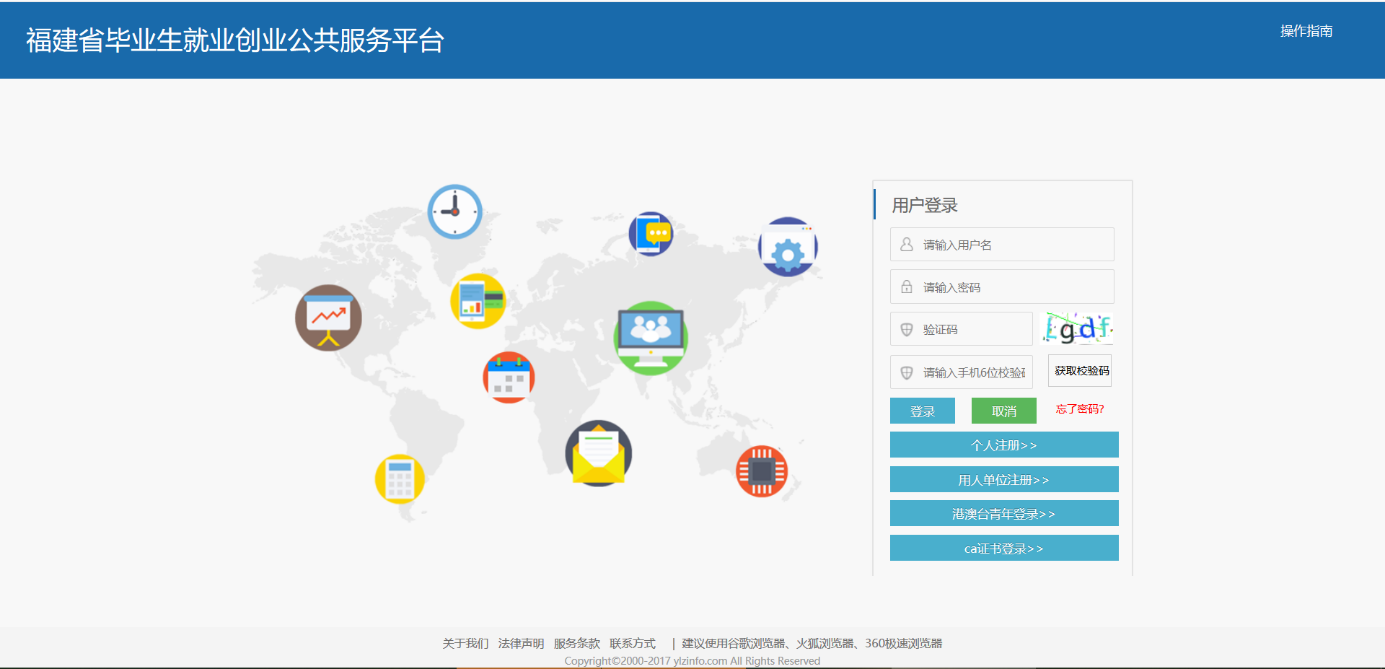 福建省毕业生就业创业公共服务平台
操作指南
用户登录
请输入用户名
请输入密码
验证码
gdf
请输入手机6位校验
获取校验码
登录 取消 忘了密码?
个人注册>>
用人单位注册>>
港澳台青年登录>>
ca证书登录>>
关于我们 法律声明 服务条款 联系方式 | 建议使用谷歌浏览器、火狐浏览器、360极速浏览器
Copyright©2000-2017 ylzinfo.com All Rights Reserved